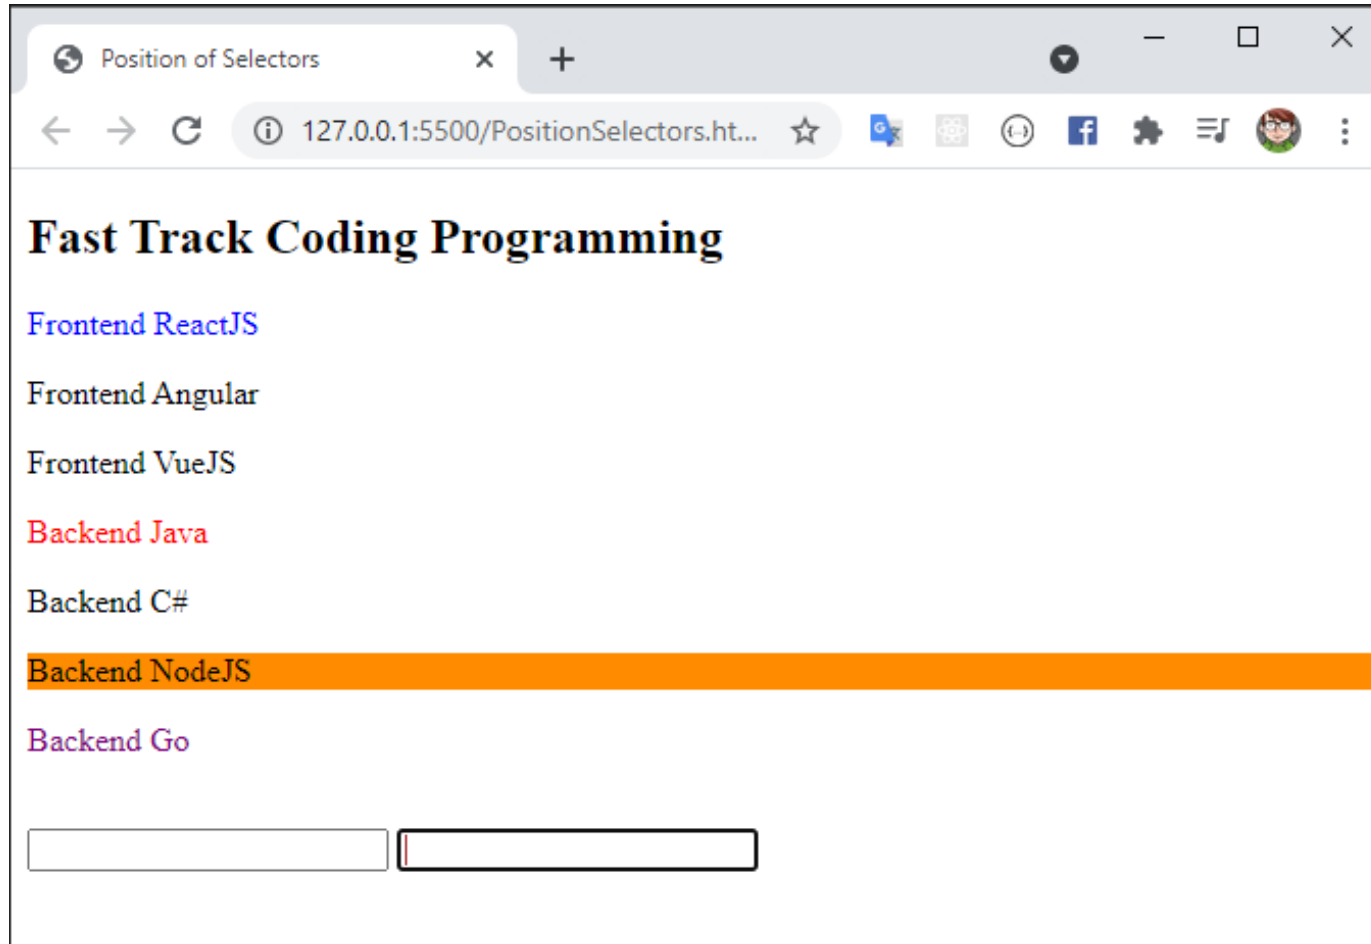 Position of Selectors
127.0.0.1:5500/PositionSelectors.ht...
Fast Track Coding Programming
Frontend ReactJS
Frontend Angular
Frontend VueJS
Backend Java
Backend C#
Backend NodeJS
Backend Go